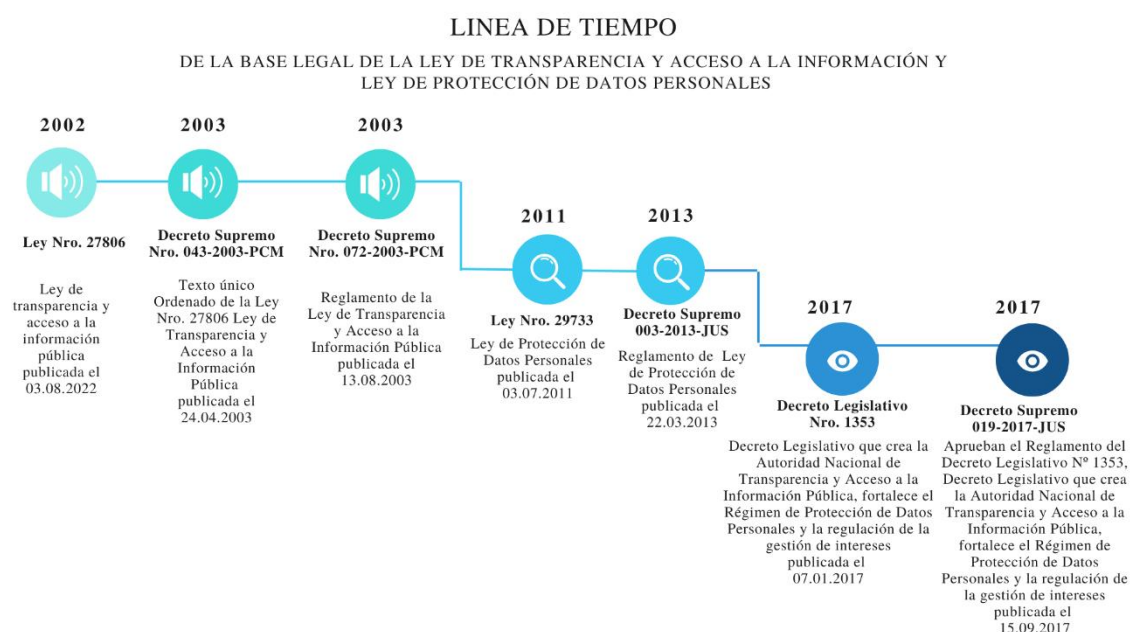 LINEA DE TIEMPO
DE LA BASE LEGAL DE LA LEY DE TRANSPARENCIA Y ACCESO A LA INFORMACIÓN Y
LEY DE PROTECCIÓN DE DATOS PERSONALES
2002
Ley Nro. 27806
Ley de
transparencia y
acceso a la
información
pública
publicada el
03.08.2022
2003
Decreto Supremo
Nro. 043-2003-PCM
Texto único
Ordenado de la Ley
Nro. 27806 Ley de
Transparencia y
Acceso a la
Información
Pública
publicada el
24.04.2003
2003
Decreto Supremo
Nro. 072-2003-PCM
Reglamento de la
Ley de Transparencia
y Acceso a la
Información Pública
publicada el
13.08.2003
2011
Ley Nro. 29733
Ley de Protección de
Datos Personales
publicada el
03.07.2011
2013
Decreto Supremo
003-2013-JUS
Reglamento de Ley
de Protección de
Datos Personales
publicada el
22.03.2013
2017
Decreto Legislativo
Nro. 1353
Decreto Legislativo que crea la
Autoridad Nacional de
Transparencia y Acceso a la
Información Pública, fortalece el
Régimen de Protección de Datos
Personales y la regulación de la
gestión de intereses
publicada el
07.01.2017
2017
Decreto Supremo
019-2017-JUS
Aprueban el Reglamento del
Decreto Legislativo Nº 1353,
Decreto Legislativo que crea
la Autoridad Nacional de
Transparencia y Acceso a la
Información Pública,
fortalece el Régimen de
Protección de Datos
Personales y la regulación de
la gestión de intereses
publicada el
15.09.2017